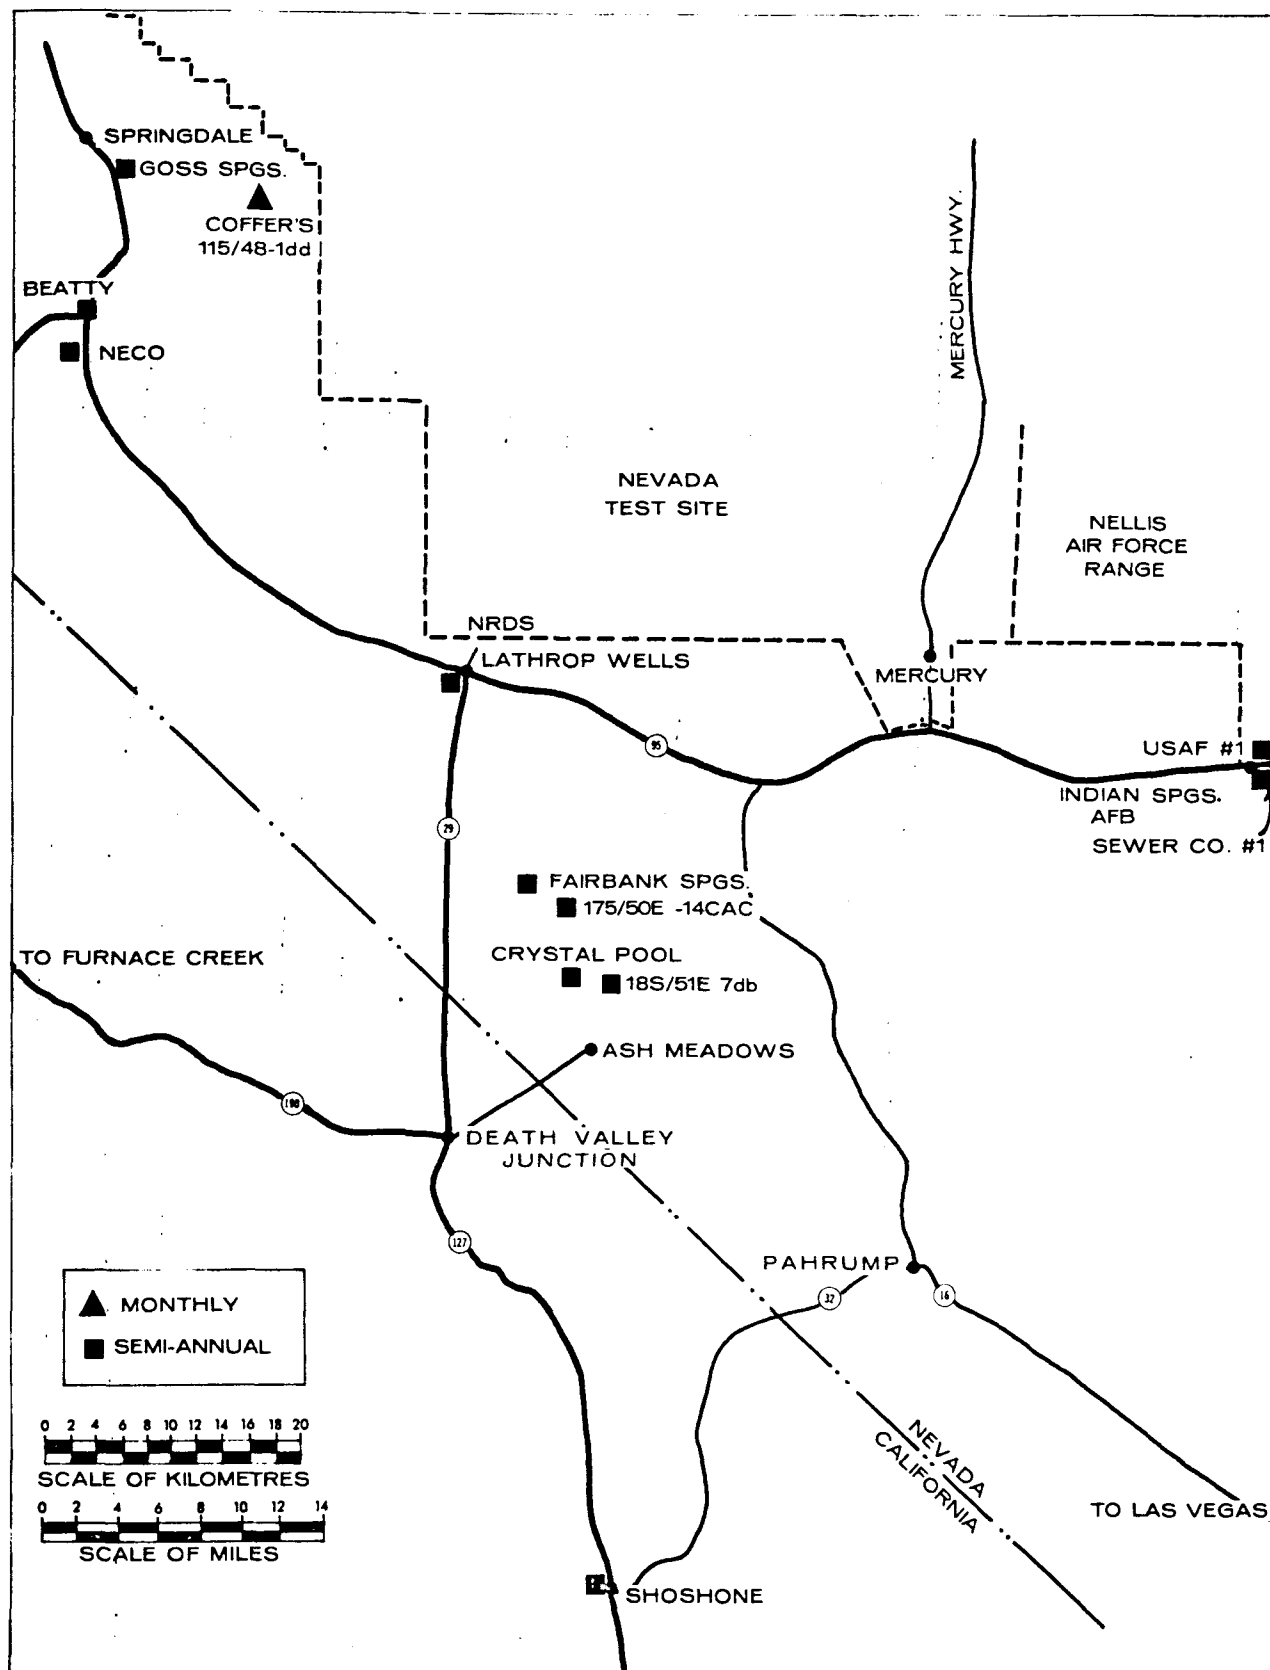 SPRINGDALE
GOSS SPGS.
COFFER'S
115/48-1dd
BEATTY
NECO
MERCURY HWY.
NEVADA
TEST SITE
NELLIS
AIR FORCE
RANGE
NRDS
LATHROP WELLS
MERCURY
95
USAF #1
INDIAN SPGS.
AFB
SEWER CO. #1
29
FAIRBANK SPGS.
175/50E -14CAC
CRYSTAL POOL
18S/51E 7db
TO FURNACE CREEK
ASH MEADOWS
190
DEATH VALLEY
JUNCTION
127
PAHRUMP
32
16
MONTHLY
SEMI-ANNUAL
0 2 4 6 8 10 12 14 16 18 20
SCALE OF KILOMETRES
0 2 4 6 8 10 12 14
SCALE OF MILES
NEVADA
CALIFORNIA
TO LAS VEGAS
SHOSHONE